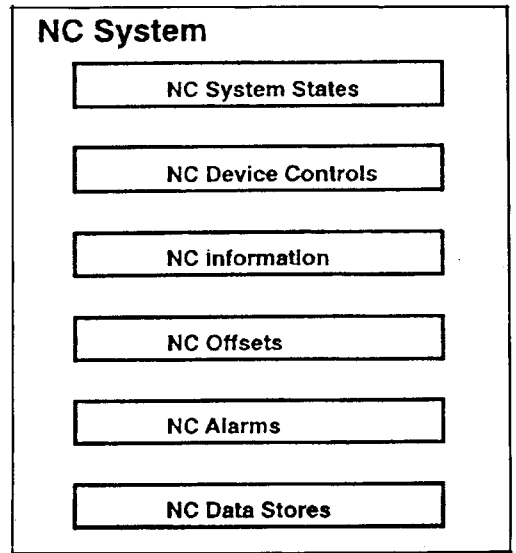 NC System
NC System States
NC Device Controls
NC information
NC Offsets
NC Alarms
NC Data Stores